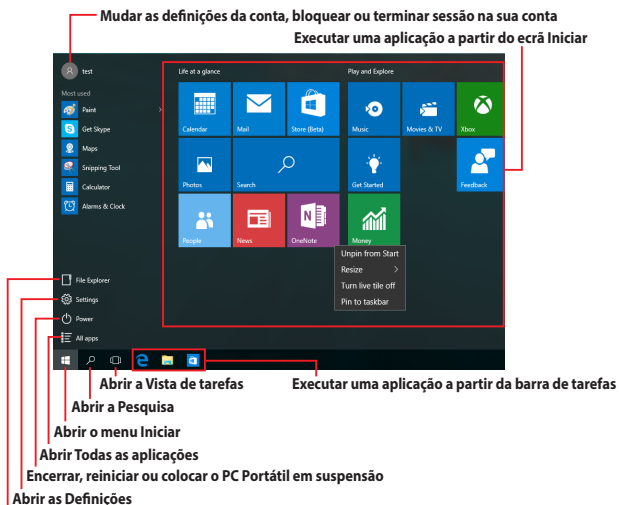 Mudar as definições da conta, bloquear ou terminar sessão na sua conta
Executar uma aplicação a partir do ecrã Iniciar
test
Most used
Paint
Get Skype
Maps
Snipping Tool
Calculator
Alarms & Clock
File Explorer
Settings
Power
All apps
Life at a glance
Play and Explore
Calendar
Mail
Store (Beta)
Music
Movies & TV
Xbox
Photos
Search
Get Started
Feedback
People
News
OneNote
Money
Unpin from Start
Resize
Turn live tile off
Pin to taskbar
Abrir a Vista de tarefas
Executar uma aplicação a partir da barra de tarefas
Abrir a Pesquisa
Abrir o menu Iniciar
Abrir Todas as aplicações
Encerrar, reiniciar ou colocar o PC Portátil em suspensão
Abrir as Definições